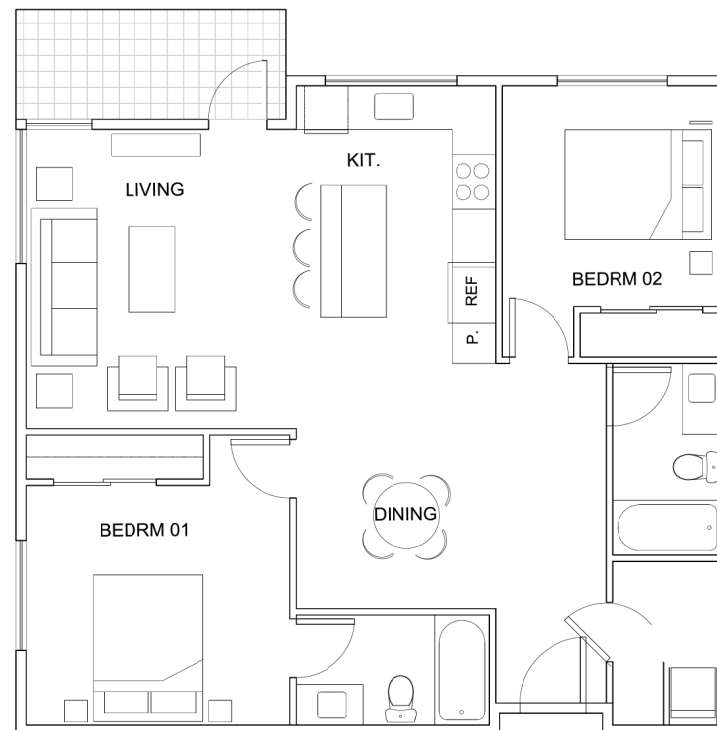 KIT.
LIVING
BEDRM 02
REF
P.
DINING
BEDRM 01